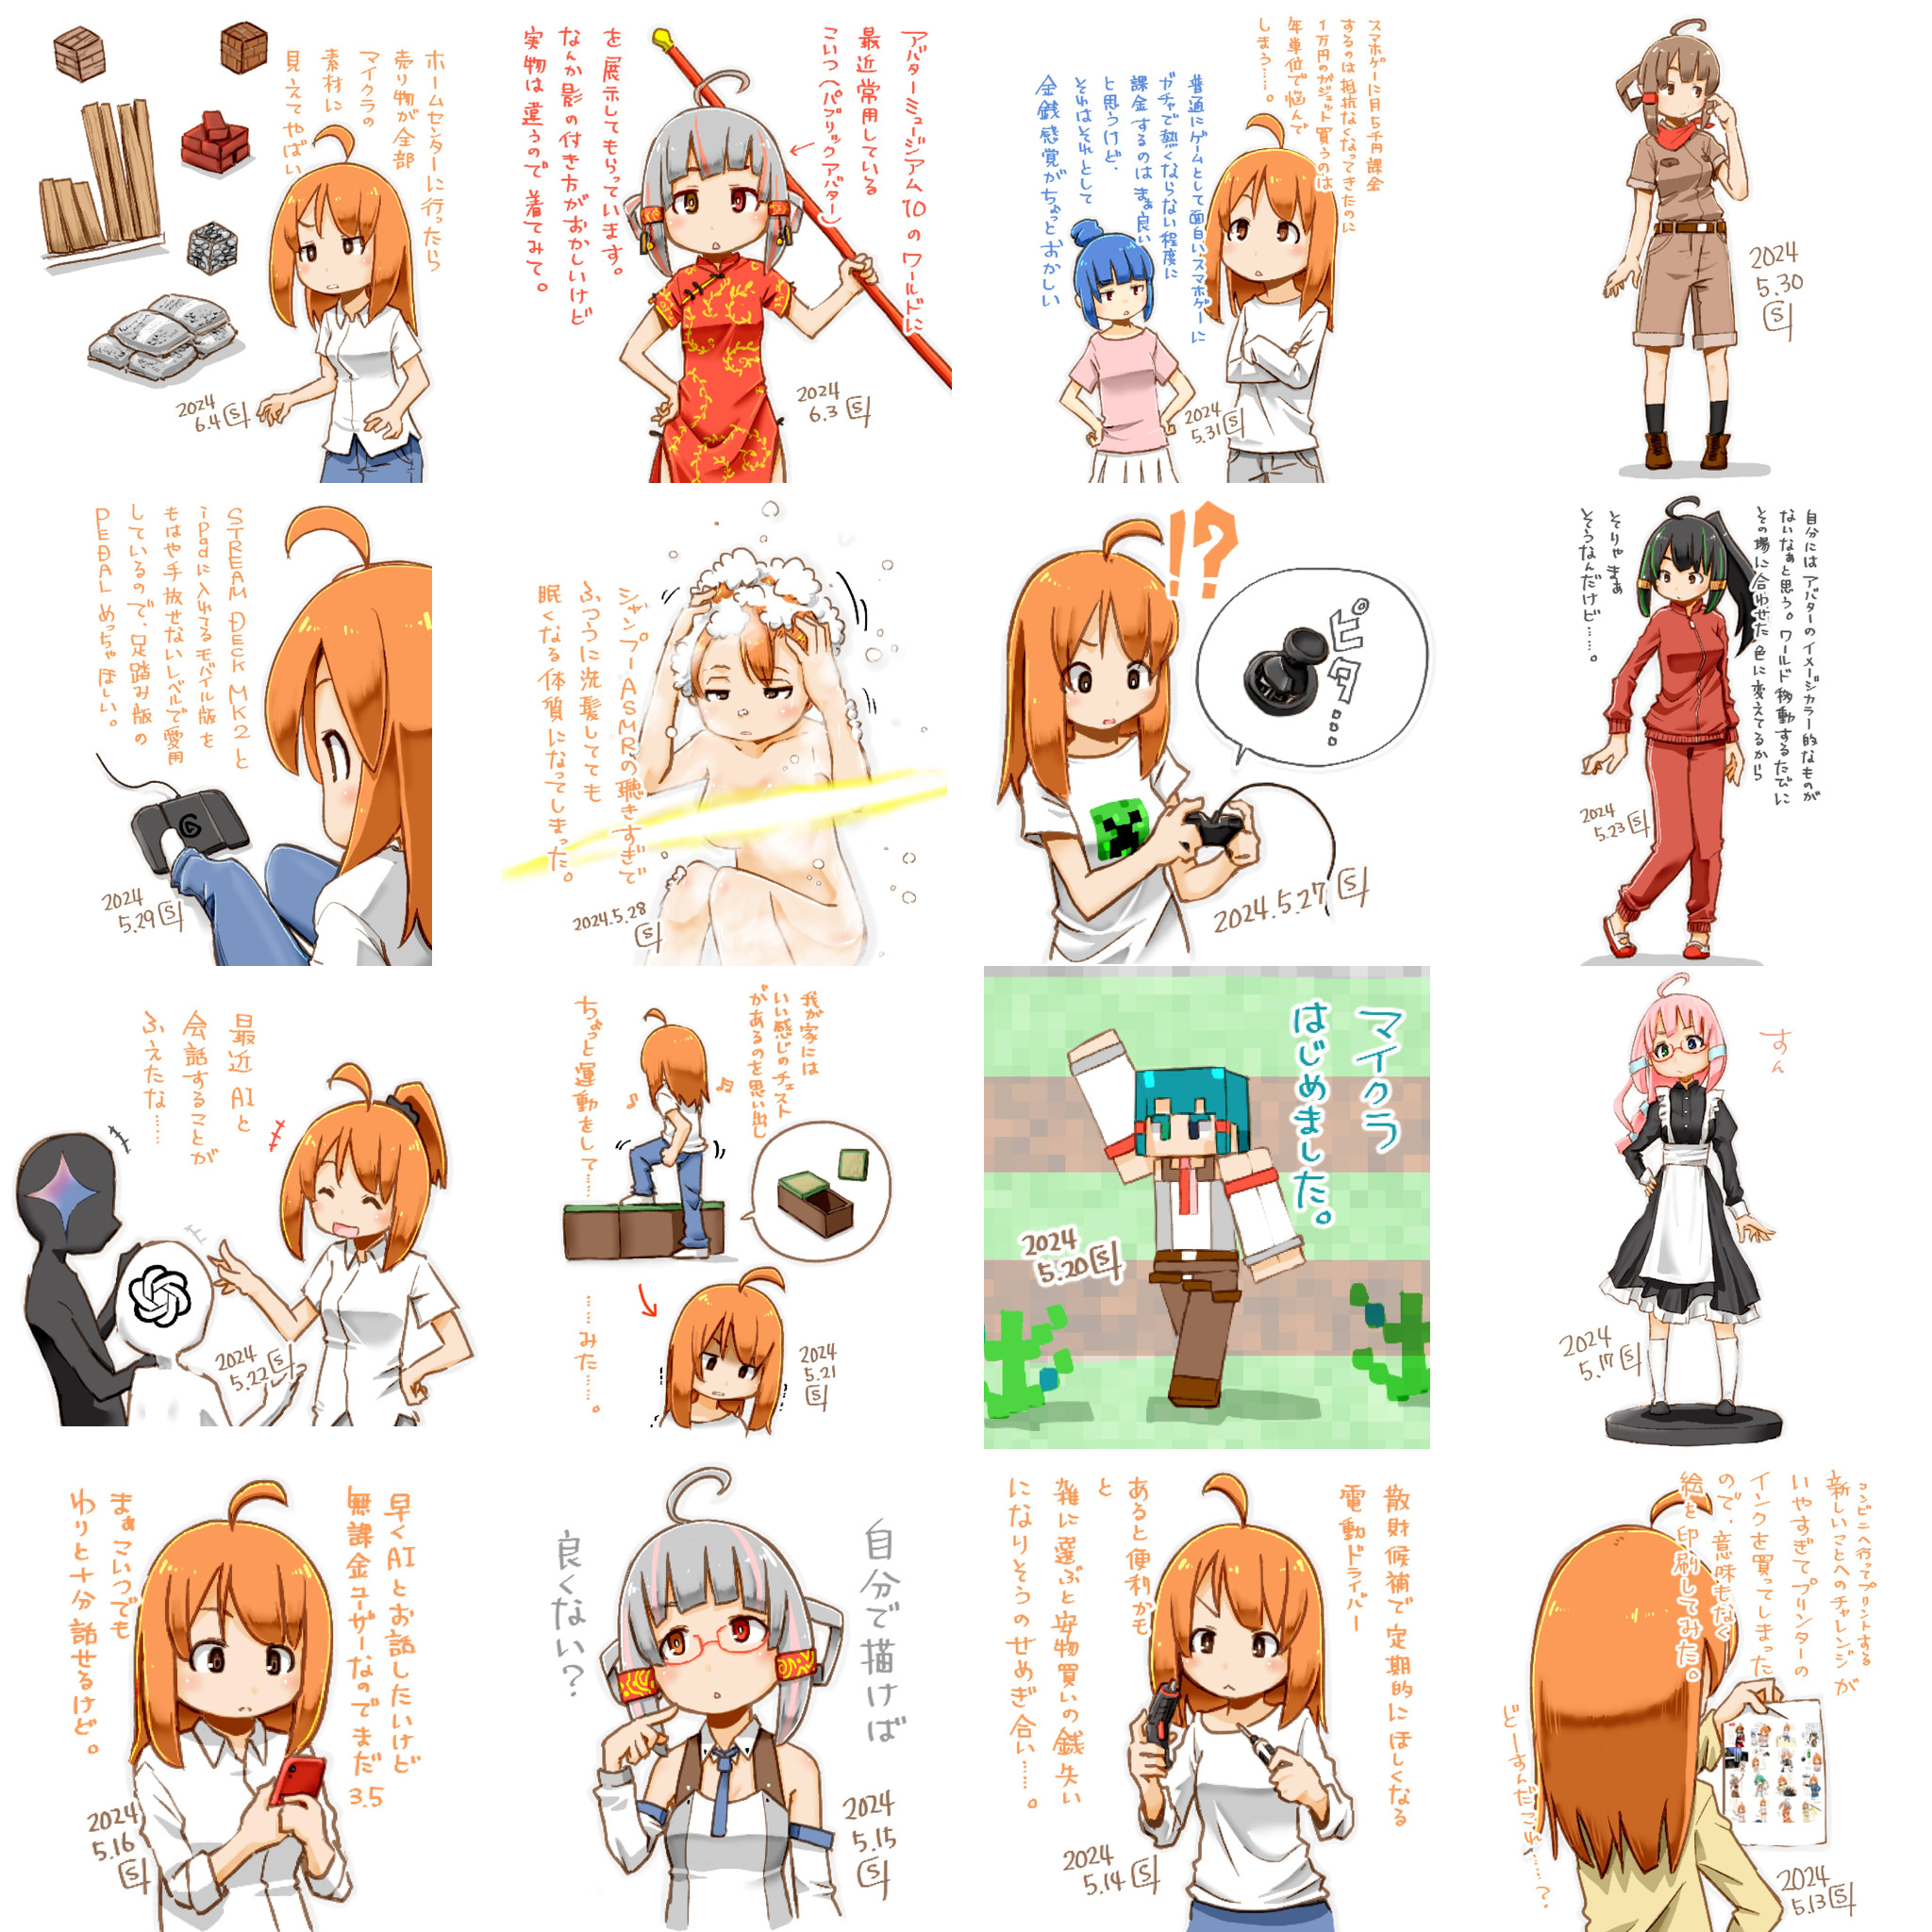 ホームセンターに行ったら
売り物が全部
マイクラの
素材に
見えてやばい
2024
6.4
S
アバターミュージアム10のワールドに
最近常用している
こいつ(パブリックアバター)
を展示してもらっています。
なんか影の付き方がおかしいけど
実物は違うので着てみて。
2024
6.3
S
スマホゲーに月5千円課金
するのは抵抗なくなってきたのに
1万円のガジェット買うのは
年単位で悩んで
しまう……。
普通にゲームとして面白いスマホゲーに
ガチャで熱くならない程度に
課金するのはまぁ良い
と思うけど、
それはそれとして
金銭感覚がちょっとおかしい
2024
5.31
S
2024
5.30
S
STREAM DECK MK2と
iPadに入れてるモバイル版を
もはや手放せないレベルで愛用
しているので、足踏み版の
PEDALめっちゃほしい。
2024
5.29
S
シャンプーASMRの聴きすぎで
ふつうに洗髪してても
眠くなる体質になってしまった。
2024.5.28
S
!?
ピタ...
2024.5.27
S
自分にはアバターのイメージカラー的なものが
ないなぁと思う。ワールド移動するたびに
その場に合わせた色に変えてるから
そりゃまぁ
そうなんだけど……。
2024
5.23
S
最近AIと
会話することが
ふえたな……
2024
5.22
S
我が家には
いい感じのチェスト
があるのを思い出し
ちょっと運動をして……
……みた……。
2024
5.21
S
マイクラ
はじめました。
2024
5.20
S
すん
2024
5.17
S
早くAIとお話したいけど
無課金ユーザーなのでまだ3.5
まぁこいつでも
わりと十分話せるけど。
2024
5.16
S
自分で描けば
良くない?
2024
5.15
S
散財候補で定期的にほしくなる
電動ドライバー
あると便利かも
と
雑に選ぶと安物買いの銭失い
になりそうのせめぎ合い……。
2024
5.14
S
コンビニへ行ってプリントする
新しいことへのチャレンジが
いやすぎてプリンターの
インクを買ってしまった
ので、意味もなく
絵を印刷してみた。
どーすんだこれ……?
2024
5.13
S